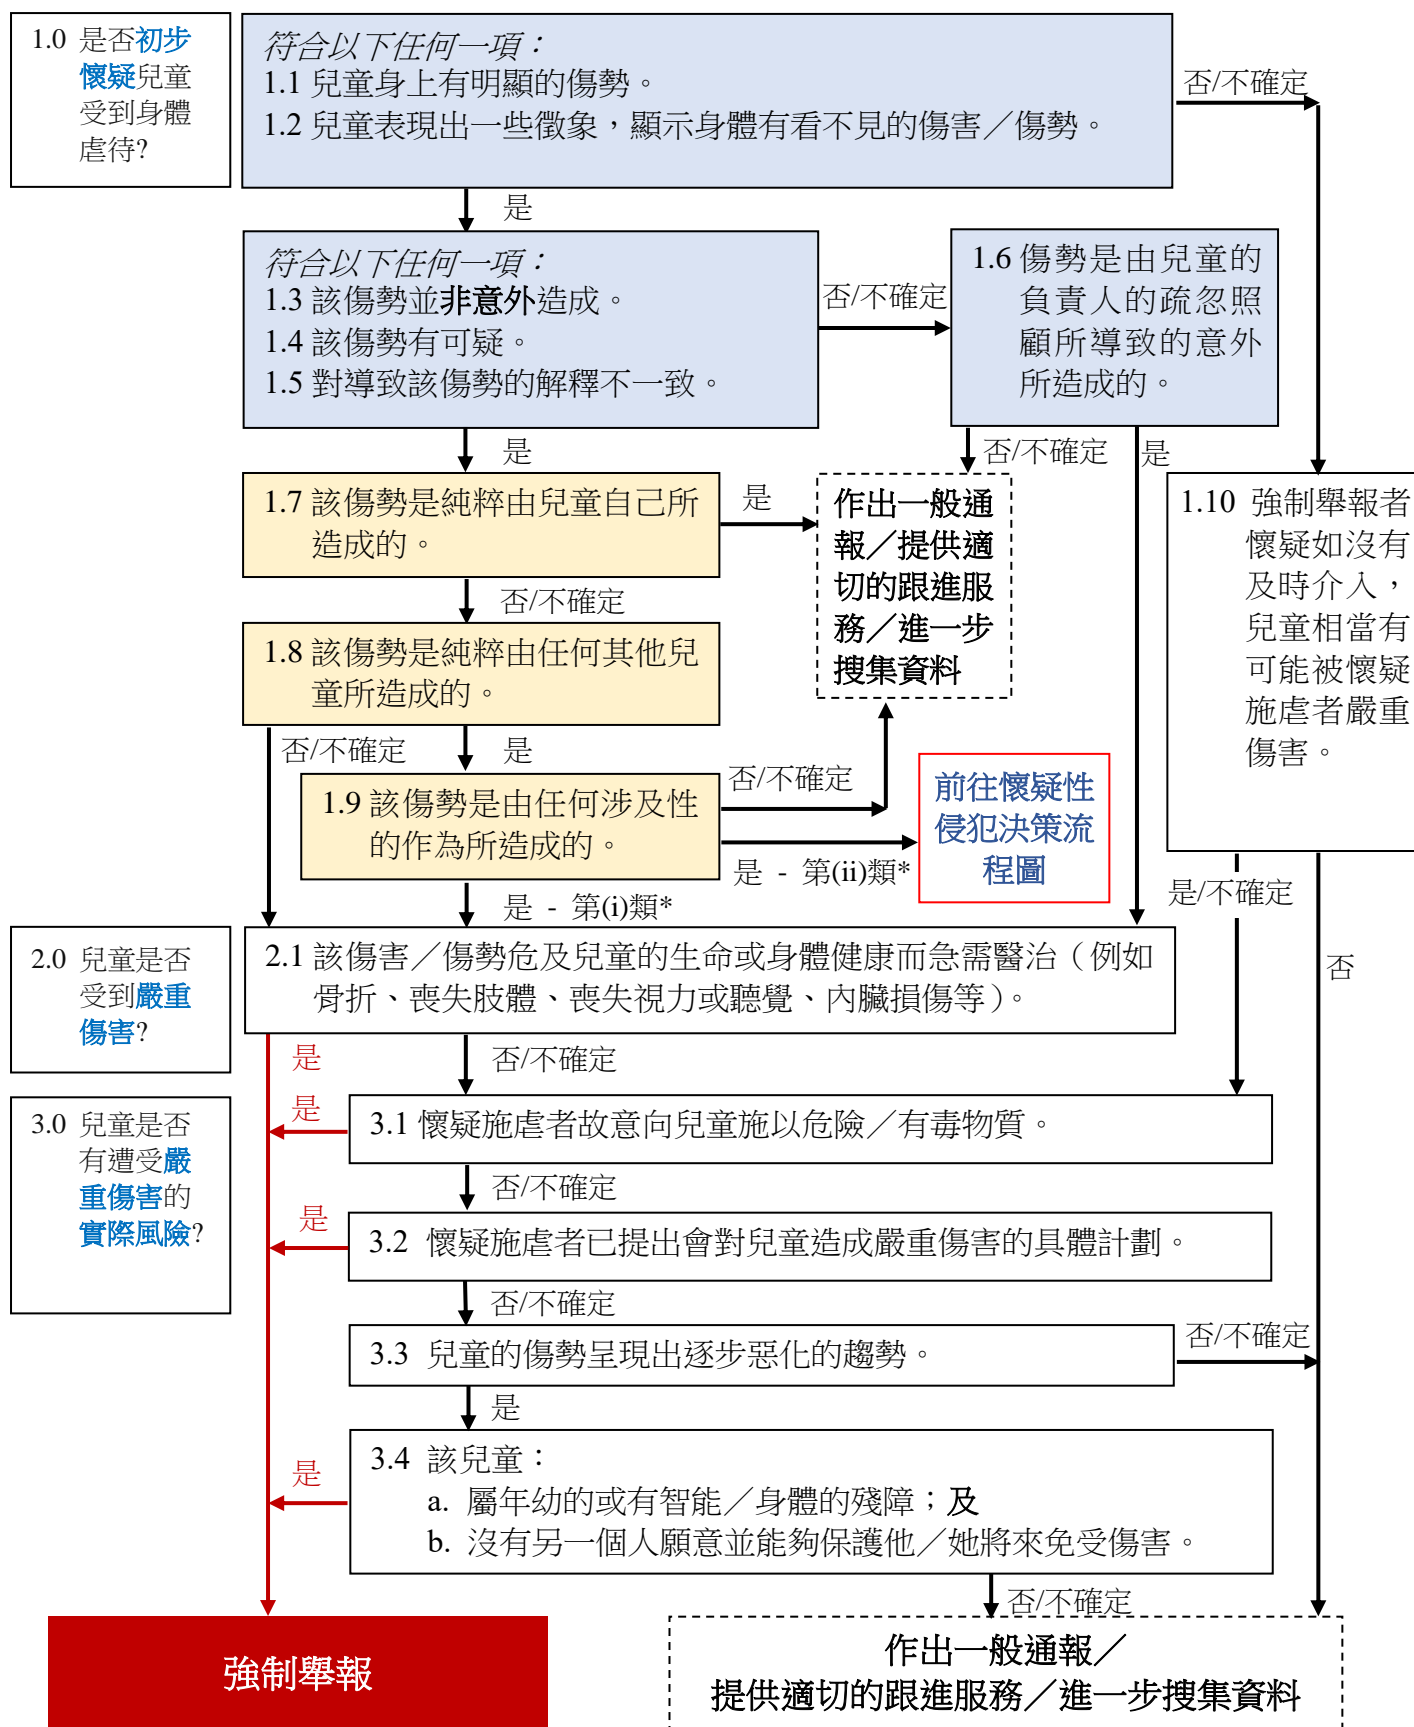 1.0 是否初步
懷疑兒童
受到身體
虐待?
符合以下任何一項：
1.1 兒童身上有明顯的傷勢。
1.2 兒童表現出一些徵象，顯示身體有看不見的傷害／傷勢。
否/不確定
是
符合以下任何一項：
1.3 該傷勢並非意外造成。
1.4 該傷勢有可疑。
1.5 對導致該傷勢的解釋不一致。
否/不確定
1.6 傷勢是由兒童的
負責人的疏忽照
顧所導致的意外
所造成的。
是
否/不確定
是
1.7 該傷勢是純粹由兒童自己所
造成的。
是
作出一般通
報／提供適
切的跟進服
務／進一步
搜集資料
1.10 強制舉報者
懷疑如沒有
及時介入，
兒童相當有
可能被懷疑
施虐者嚴重
傷害。
否/不確定
1.8 該傷勢是純粹由任何其他兒
童所造成的。
否/不確定
是
1.9 該傷勢是由任何涉及性
的作為所造成的。
否/不確定
是 - 第(ii)類*
前往懷疑性
侵犯決策流
程圖
是/不確定
否
是 - 第(i)類*
2.0 兒童是否
受到嚴重
傷害?
2.1 該傷害／傷勢危及兒童的生命或身體健康而急需醫治（例如
骨折、喪失肢體、喪失視力或聽覺、內臟損傷等）。
是
否/不確定
3.0 兒童是否
有遭受嚴
重傷害的
實際風險?
是
3.1 懷疑施虐者故意向兒童施以危險／有毒物質。
否/不確定
是
3.2 懷疑施虐者已提出會對兒童造成嚴重傷害的具體計劃。
否/不確定
3.3 兒童的傷勢呈現出逐步惡化的趨勢。
否/不確定
是
是
3.4 該兒童：
a. 屬年幼的或有智能／身體的殘障；及
b. 沒有另一個人願意並能夠保護他／她將來免受傷害。
否/不確定
強制舉報
作出一般通報／
提供適切的跟進服務／進一步搜集資料